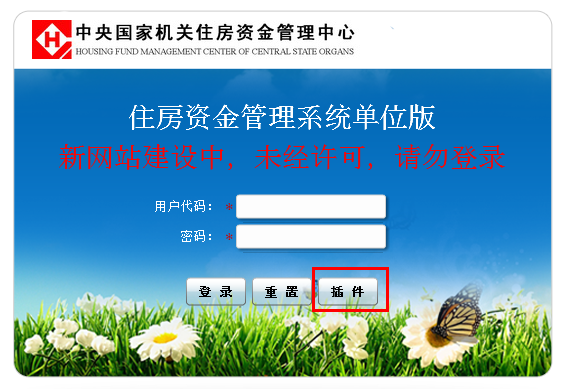 中央国家机关住房资金管理中心
HOUSING FUND MANAGEMENT CENTER OF CENTRAL STATE ORGANS
住房资金管理系统单位版
新网站建设中，未经许可，请勿登录
用户代码： *
密码： *
登 录 重 置 插 件